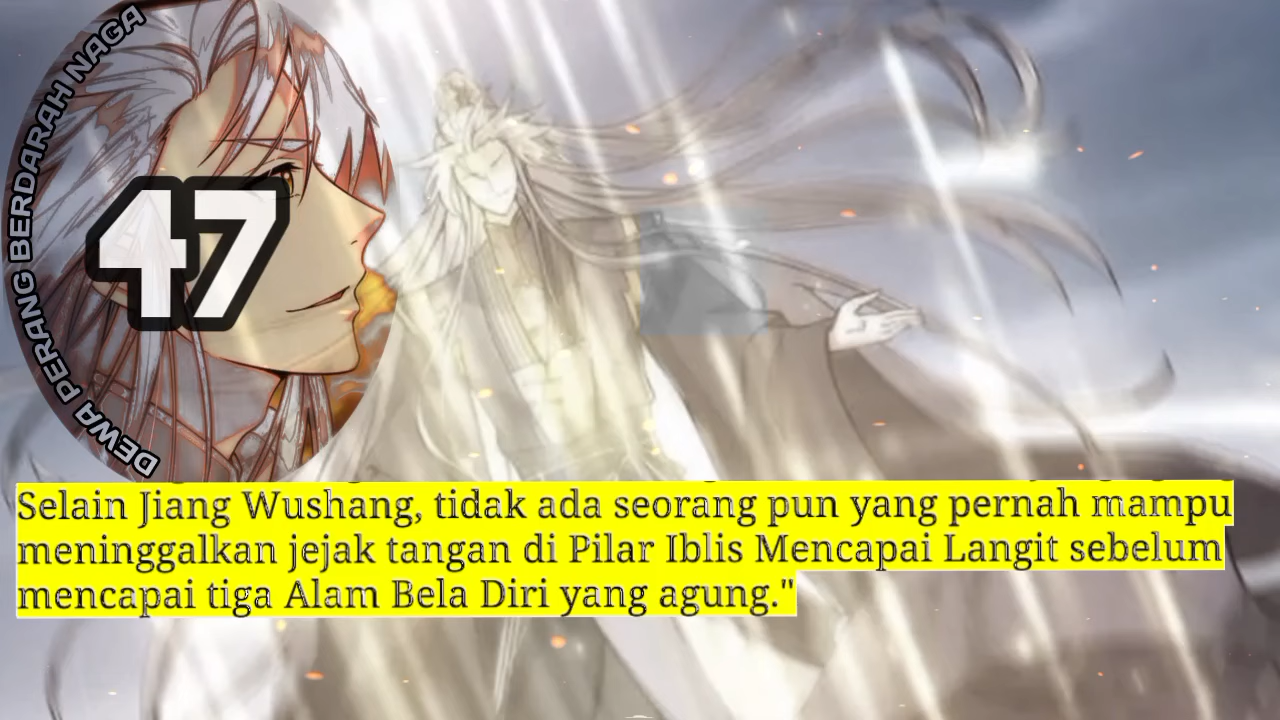 DEWA PERANG BERDARAH NAGA
47
Selain Jiang Wushang, tidak ada seorang pun yang pernah mampu
meninggalkan jejak tangan di Pilar Iblis Mencapai Langit sebelum
mencapai tiga Alam Bela Diri yang agung."